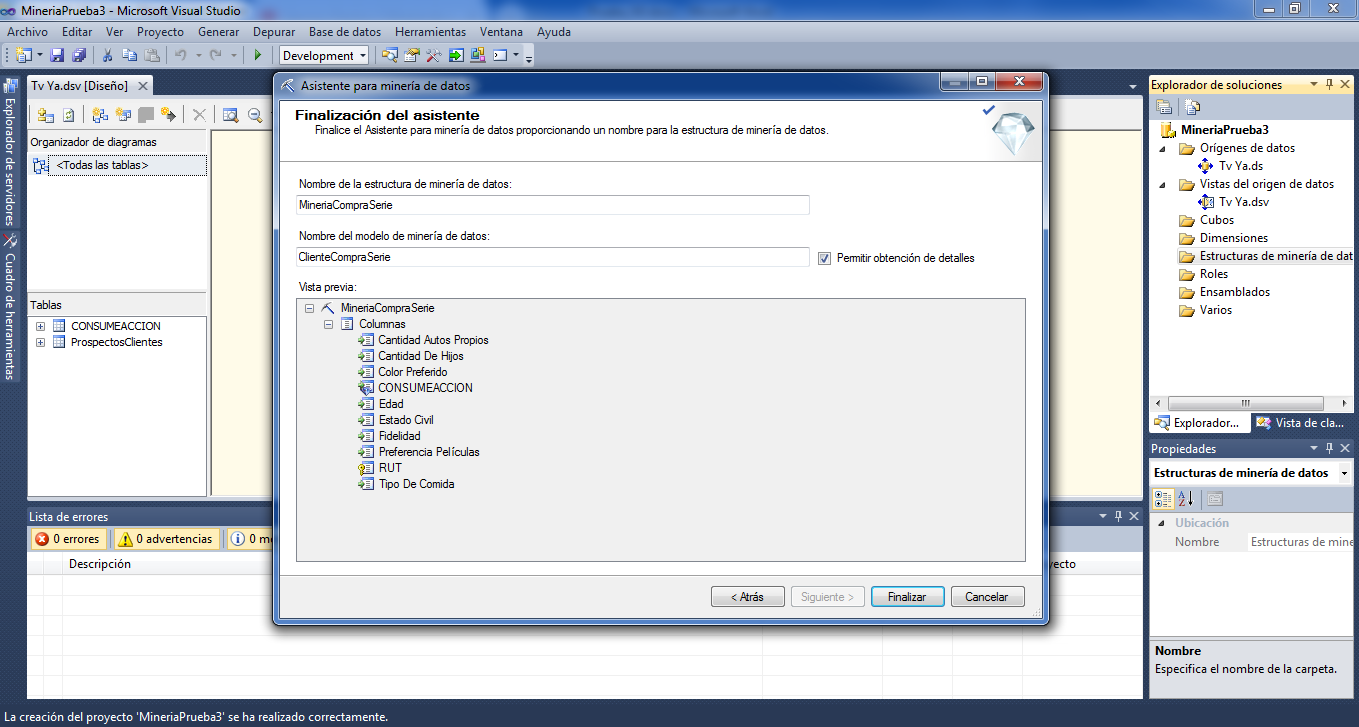 MineriaPrueba3 - Microsoft Visual Studio
Archivo Editar Ver Proyecto Generar Depurar Base de datos Herramientas Ventana Ayuda
Development
Explorador de servidores
Cuadro de herramientas
Tv Ya.dsv [Diseño]
Organizador de diagramas
<Todas las tablas>
Tablas
CONSUMEACCION
ProspectosClientes
Asistente para minería de datos
Finalización del asistente
Finalice el Asistente para minería de datos proporcionando un nombre para la estructura de minería de datos.
Nombre de la estructura de minería de datos:
MineriaCompraSerie
Nombre del modelo de minería de datos:
ClienteCompraSerie
Permitir obtención de detalles
Vista previa:
MineriaCompraSerie
Columnas
Cantidad Autos Propios
Cantidad De Hijos
Color Preferido
CONSUMEACCION
Edad
Estado Civil
Fidelidad
Preferencia Películas
RUT
Tipo De Comida
< Atrás Siguiente > Finalizar Cancelar
Explorador de soluciones
MineriaPrueba3
Orígenes de datos
Tv Ya.ds
Vistas del origen de datos
Tv Ya.dsv
Cubos
Dimensiones
Estructuras de minería de dat
Roles
Ensamblados
Varios
Explorador... Vista de cla...
Propiedades
Estructuras de minería de datos
Ubicación
Nombre Estructuras de mine
Nombre
Especifica el nombre de la carpeta.
Lista de errores
0 errores 0 advertencias 0 me
Descripción yecto
La creación del proyecto 'MineriaPrueba3' se ha realizado correctamente.